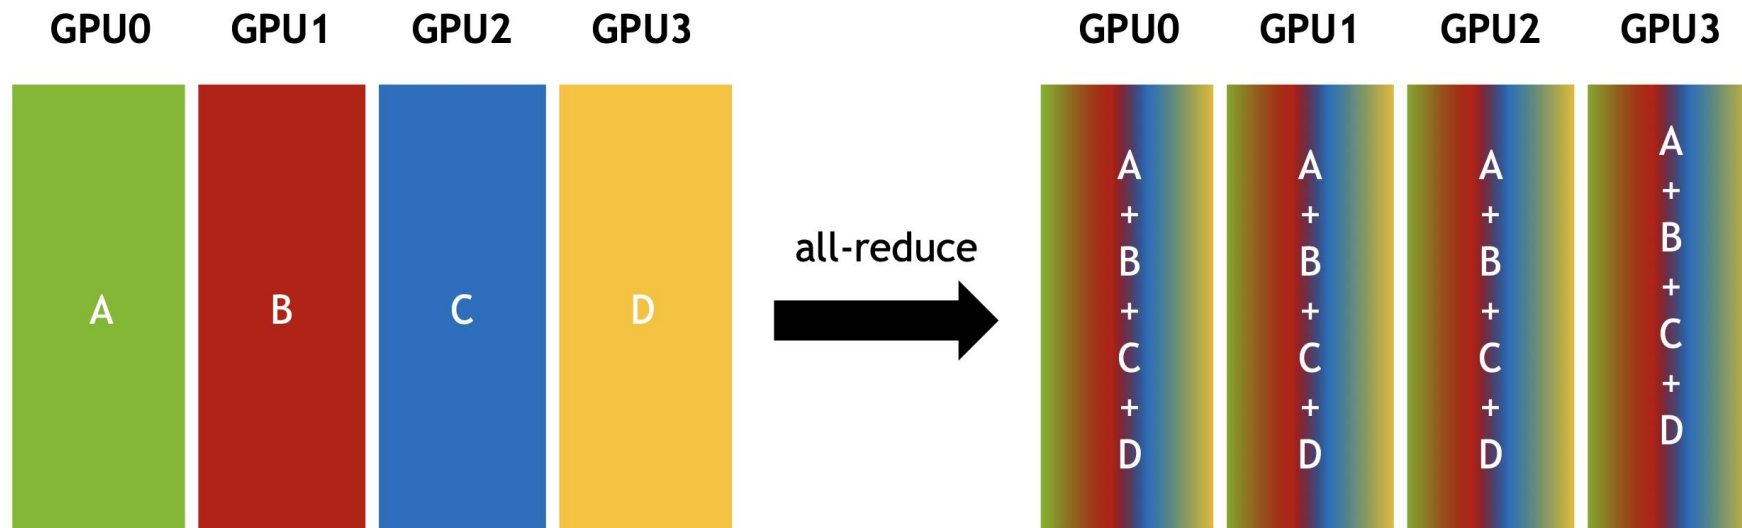 GPU0 GPU1 GPU2 GPU3 GPU0 GPU1 GPU2 GPU3
A B C D
all-reduce
A
+
B
+
C
+
D
A
+
B
+
C
+
D
A
+
B
+
C
+
D
A
+
B
+
C
+
D